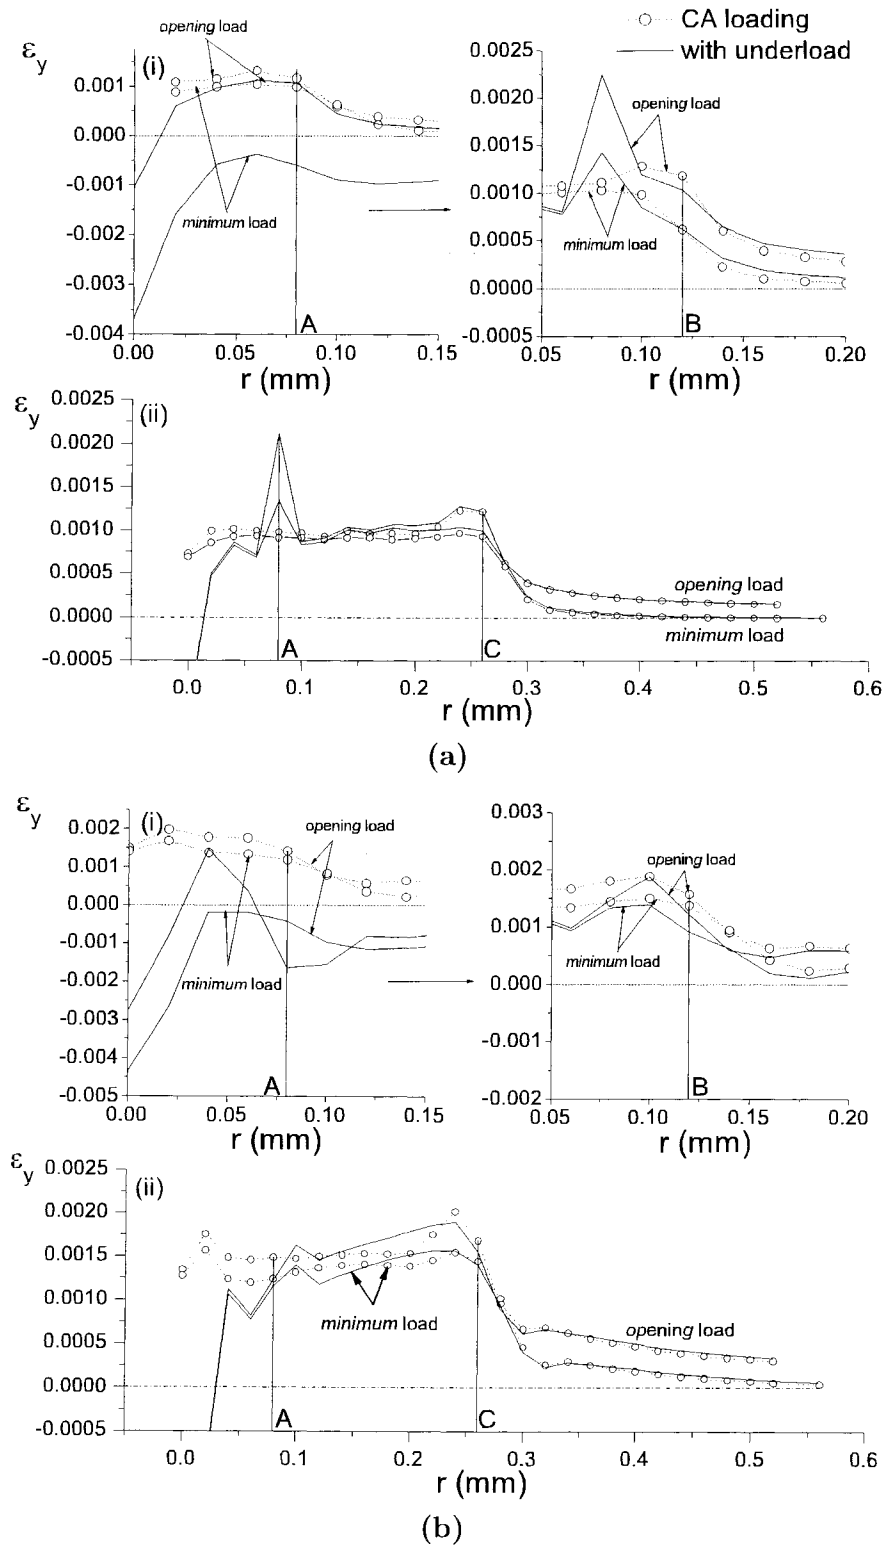 CA loading
with underload
εy
(i)
opening load
0.001
0.000
-0.001
-0.002
-0.003
-0.004
minimum load
A
0.00
0.05
0.10
0.15
r (mm)
0.0025
0.0020
0.0015
0.0010
0.0005
0.0000
-0.0005
opening load
minimum load
B
0.05
0.10
0.15
0.20
r (mm)
εy
(ii)
0.0025
0.0020
0.0015
0.0010
0.0005
0.0000
-0.0005
opening load
minimum load
A
C
0.0
0.1
0.2
0.3
0.4
0.5
0.6
r (mm)
(a)
εy
(i)
0.002
0.001
0.000
-0.001
-0.002
-0.003
-0.004
-0.005
opening load
minimum load
A
0.00
0.05
0.10
0.15
r (mm)
0.003
0.002
0.001
0.000
-0.001
-0.002
opening load
minimum load
B
0.05
0.10
0.15
0.20
r (mm)
εy
(ii)
0.0025
0.0020
0.0015
0.0010
0.0005
0.0000
-0.0005
minimum load
opening load
A
C
0.0
0.1
0.2
0.3
0.4
0.5
0.6
r (mm)
(b)